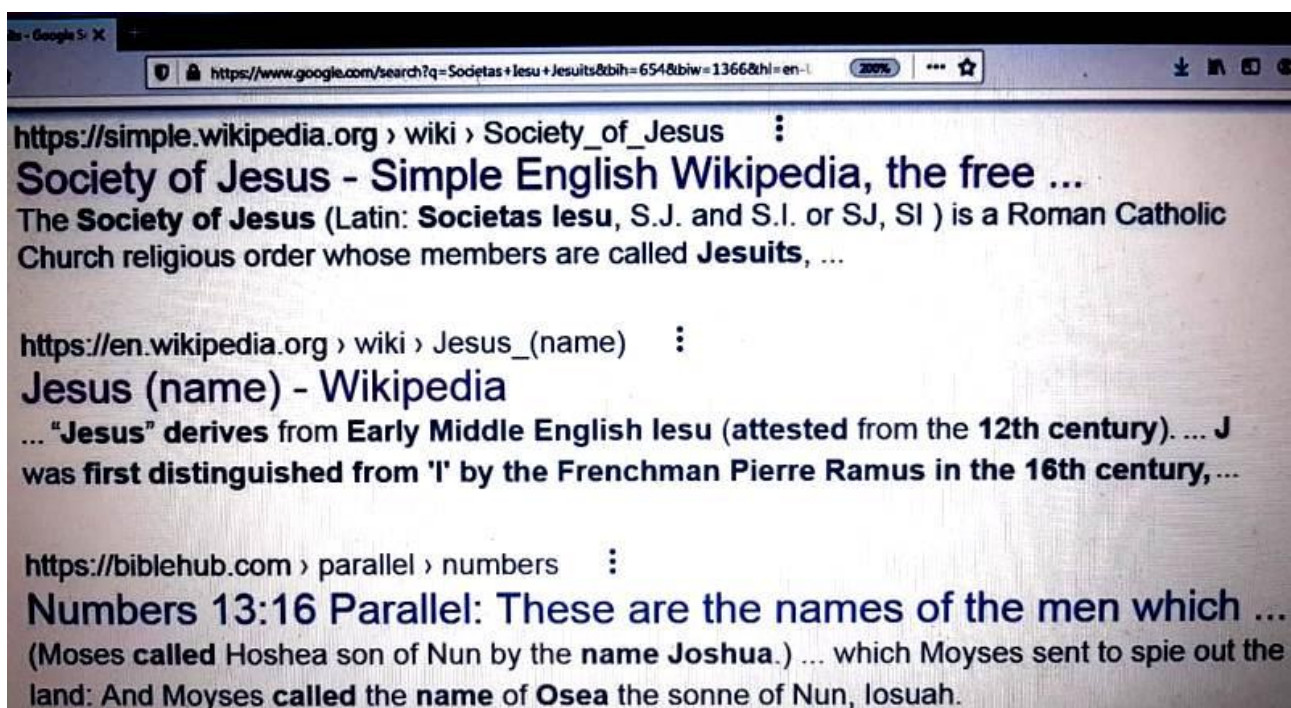 its - Google S
https://www.google.com/search?q=Societas+Iesu+Jesuits&bih=654&biw=1366&hl=en-
200%
https://simple.wikipedia.org › wiki › Society_of_Jesus
Society of Jesus - Simple English Wikipedia, the free ...
The Society of Jesus (Latin: Societas Iesu, S.J. and S.I. or SJ, SI ) is a Roman Catholic
Church religious order whose members are called Jesuits, ...
https://en.wikipedia.org › wiki › Jesus_(name)
Jesus (name) - Wikipedia
... “Jesus” derives from Early Middle English Iesu (attested from the 12th century). ... J
was first distinguished from 'I' by the Frenchman Pierre Ramus in the 16th century, ...
https://biblehub.com › parallel › numbers
Numbers 13:16 Parallel: These are the names of the men which ...
(Moses called Hoshea son of Nun by the name Joshua.) ... which Moyses sent to spie out the
land: And Moyses called the name of Osea the sonne of Nun, Iosuah.